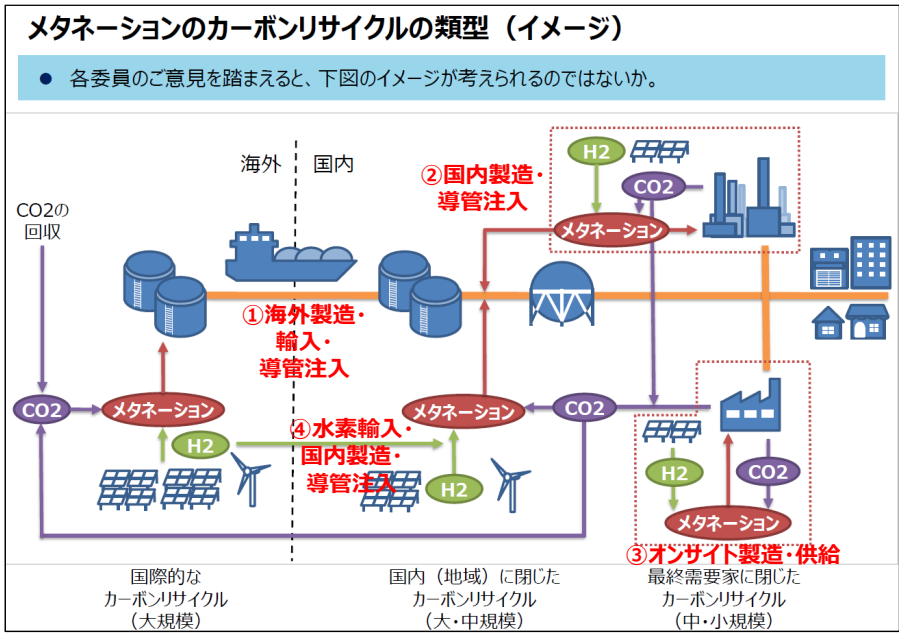 メタネーションのカーボンリサイクルの類型（イメージ）
● 各委員のご意見を踏まえると、下図のイメージが考えられるのではないか。
海外
国内
CO2の
回収
①海外製造・
輸入・
導管注入
②国内製造・
導管注入
H2
CO2
メタネーション
CO2
メタネーション
H2
④水素輸入・
国内製造・
導管注入
メタネーション
CO2
H2
H2
CO2
メタネーション
③オンサイト製造・供給
国際的な
カーボンリサイクル
（大規模）
国内（地域）に閉じた
カーボンリサイクル
（大・中規模）
最終需要家に閉じた
カーボンリサイクル
（中・小規模）